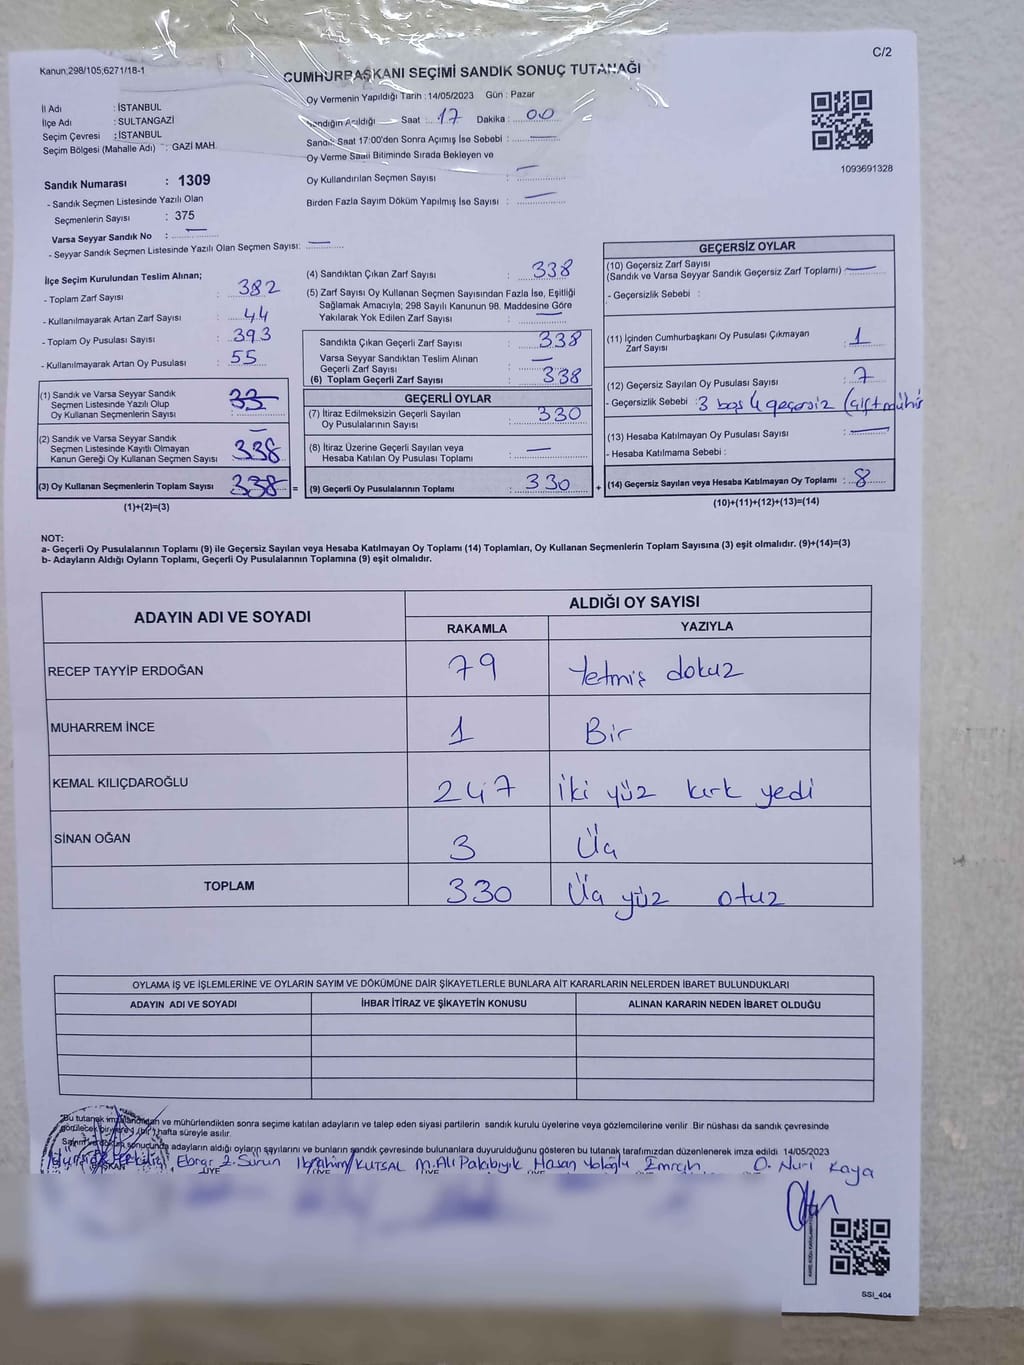 C/2
Kanun:298/105;6271/18-1
CUMHURBAŞKANI SEÇİMİ SANDIK SONUÇ TUTANAĞI
İl Adı : İSTANBUL
İlçe Adı : SULTANGAZİ
Seçim Çevresi : İSTANBUL
Seçim Bölgesi (Mahalle Adı) : GAZİ MAH.
Sandık Numarası : 1309
- Sandık Seçmen Listesinde Yazılı Olan
Seçmenlerin Sayısı : 375
Varsa Seyyar Sandık No : —
- Seyyar Sandık Seçmen Listesinde Yazılı Olan Seçmen Sayısı: —
Oy Vermenin Yapıldığı Tarih : 14/05/2023 Gün : Pazar
Sandığın Açıldığı Saat : 17 Dakika : 00
Sandık Saat 17:00'den Sonra Açımış İse Sebebi : —
Oy Verme Saati Bitiminde Sırada Bekleyen ve
Oy Kullandırılan Seçmen Sayısı : —
Birden Fazla Sayım Döküm Yapılmış İse Sayısı : —
1093691328
İlçe Seçim Kurulundan Teslim Alınan;
- Toplam Zarf Sayısı : 382
- Kullanılmayarak Artan Zarf Sayısı : 44
- Toplam Oy Pusulası Sayısı : 393
- Kullanılmayarak Artan Oy Pusulası : 55
(1) Sandık ve Varsa Seyyar Sandık
Seçmen Listesinde Yazılı Olup
Oy Kullanan Seçmenlerin Sayısı :
(2) Sandık ve Varsa Seyyar Sandık
Seçmen Listesinde Kayıtlı Olmayan
Kanun Gereği Oy Kullanan Seçmen Sayısı : 338
(3) Oy Kullanan Seçmenlerin Toplam Sayısı : 338 =
(1)+(2)=(3)
(4) Sandıktan Çıkan Zarf Sayısı : 338
(5) Zarf Sayısı Oy Kullanan Seçmen Sayısından Fazla İse, Eşitliği
Sağlamak Amacıyla; 298 Sayılı Kanunun 98. Maddesine Göre
Yakılarak Yok Edilen Zarf Sayısı : —
Sandıkta Çıkan Geçerli Zarf Sayısı : 338
Varsa Seyyar Sandıktan Teslim Alınan
Geçerli Zarf Sayısı : —
(6) Toplam Geçerli Zarf Sayısı : 338
GEÇERLİ OYLAR
(7) İtiraz Edilmeksizin Geçerli Sayılan
Oy Pusulalarının Sayısı : 330
(8) İtiraz Üzerine Geçerli Sayılan veya
Hesaba Katılan Oy Pusulası Toplamı : —
(9) Geçerli Oy Pusulalarının Toplamı : 330 +
GEÇERSİZ OYLAR
(10) Geçersiz Zarf Sayısı
(Sandık ve Varsa Seyyar Sandık Geçersiz Zarf Toplamı) : —
- Geçersizlik Sebebi :
(11) İçinden Cumhurbaşkanı Oy Pusulası Çıkmayan
Zarf Sayısı : 1
(12) Geçersiz Sayılan Oy Pusulası Sayısı : 7
- Geçersizlik Sebebi : 3 boş 4 geçersiz (çift mühür
(13) Hesaba Katılmayan Oy Pusulası Sayısı : —
- Hesaba Katılmama Sebebi :
(14) Geçersiz Sayılan veya Hesaba Katılmayan Oy Toplamı : 8
(10)+(11)+(12)+(13)=(14)
NOT:
a- Geçerli Oy Pusulalarının Toplamı (9) ile Geçersiz Sayılan veya Hesaba Katılmayan Oy Toplamı (14) Toplamları, Oy Kullanan Seçmenlerin Toplam Sayısına (3) eşit olmalıdır. (9)+(14)=(3)
b- Adayların Aldığı Oyların Toplamı, Geçerli Oy Pusulalarının Toplamına (9) eşit olmalıdır.
ADAYIN ADI VE SOYADI ALDIĞI OY SAYISI
RAKAMLA YAZIYLA
RECEP TAYYİP ERDOĞAN 79 Yetmiş dokuz
MUHARREM İNCE 1 Bir
KEMAL KILIÇDAROĞLU 247 İki yüz kırk yedi
SİNAN OĞAN 3 Üç
TOPLAM 330 Üç yüz otuz
OYLAMA İŞ VE İŞLEMLERİNE VE OYLARIN SAYIM VE DÖKÜMÜNE DAİR ŞİKAYETLERLE BUNLARA AİT KARARLARIN NELERDEN İBARET BULUNDUKLARI
ADAYIN ADI VE SOYADI İHBAR İTİRAZ VE ŞİKAYETİN KONUSU ALINAN KARARIN NEDEN İBARET OLDUĞU
Bu tutanak ve mühürlendikten sonra seçime katılan adayların ve talep eden siyasi partilerin sandık kurulu üyelerine veya gözlemcilerine verilir. Bir nüshası da sandık çevresinde
hafta süreyle asılır.
sonucunda adayların aldığı oyların sayılarını ve bunların sandık çevresinde bulunanlara duyurulduğunu gösteren bu tutanak tarafımızdan düzenlenerek imza edildi. 14/05/2023
Ebrar Z. Sürün İbrahim KUTSAL M. Ali Palabıyık Hasan Emrah O. Nuri Kaya
BAŞKAN ÜYE
SSI_404